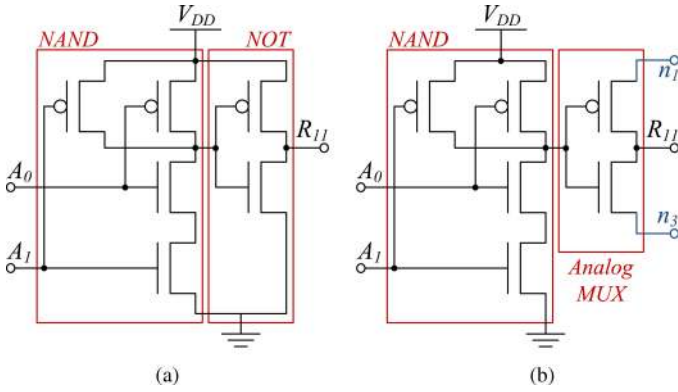 V_DD
NAND
NOT
R_11
A_0
A_1
(a)
V_DD
NAND
n_1
R_11
A_0
n_3
A_1
Analog
MUX
(b)